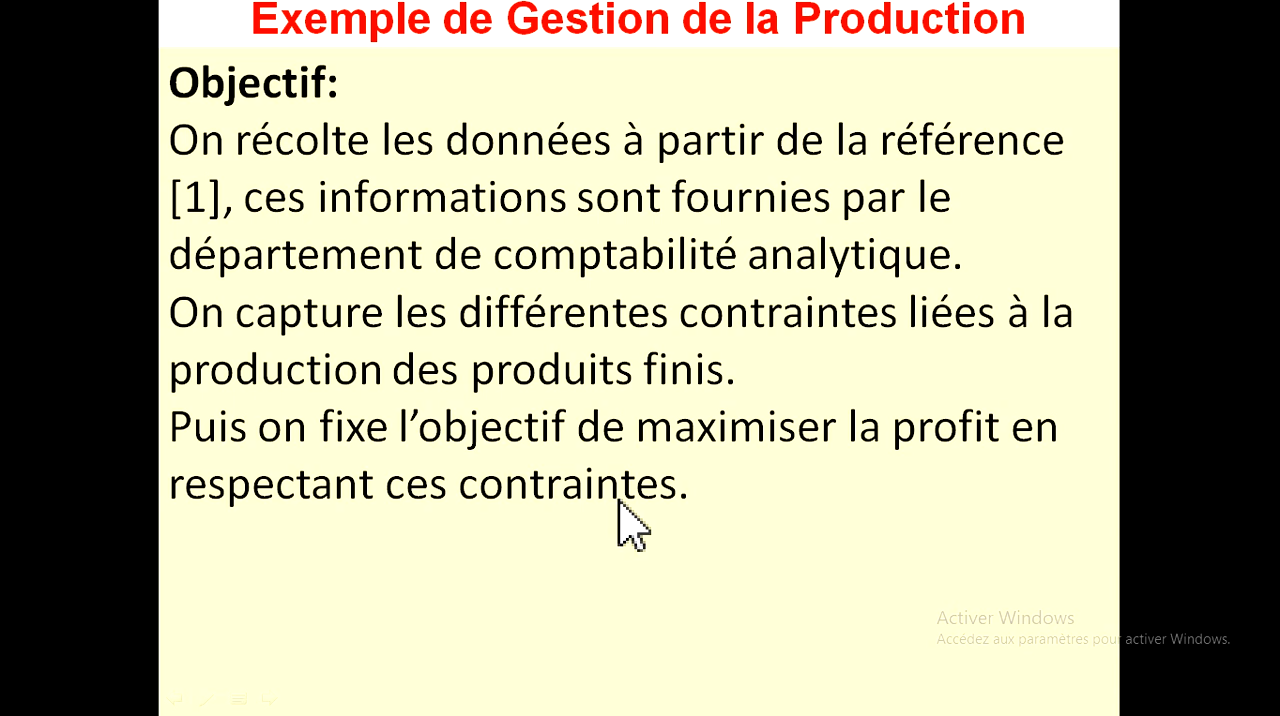 Exemple de Gestion de la Production
Objectif:
On récolte les données à partir de la référence
[1], ces informations sont fournies par le
département de comptabilité analytique.
On capture les différentes contraintes liées à la
production des produits finis.
Puis on fixe l’objectif de maximiser la profit en
respectant ces contraintes.
Activer Windows
Accédez aux paramètres pour activer Windows.